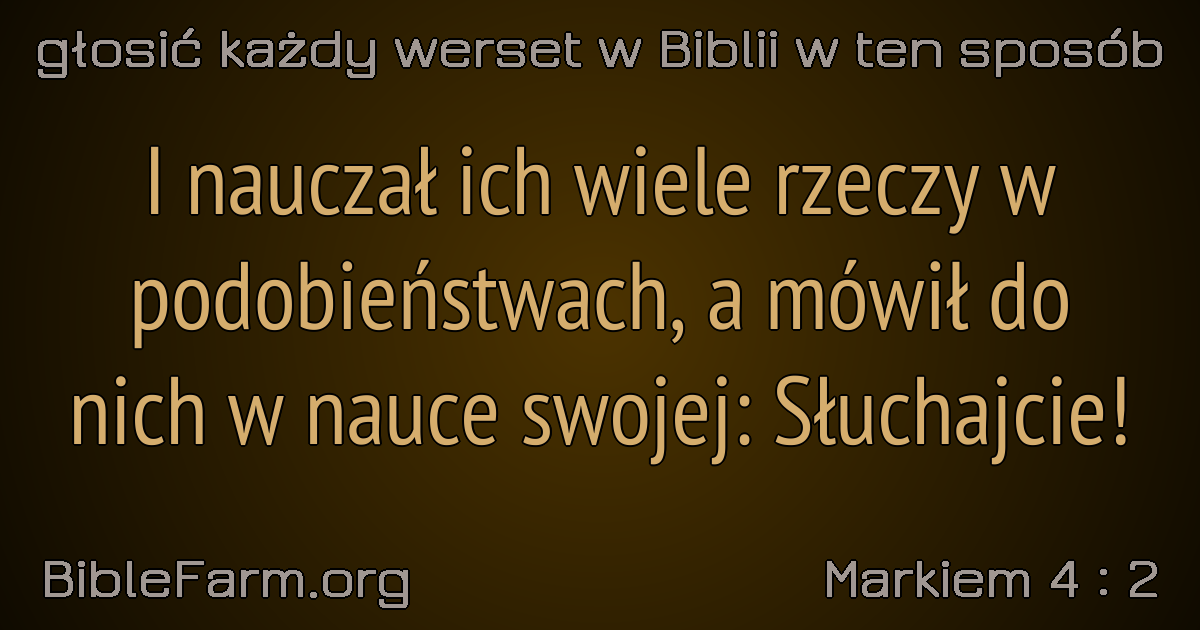 głosić każdy werset w Biblii w ten sposób
I nauczał ich wiele rzeczy w
podobieństwach, a mówił do
nich w nauce swojej: Słuchajcie!
BibleFarm.org
Markiem 4 : 2